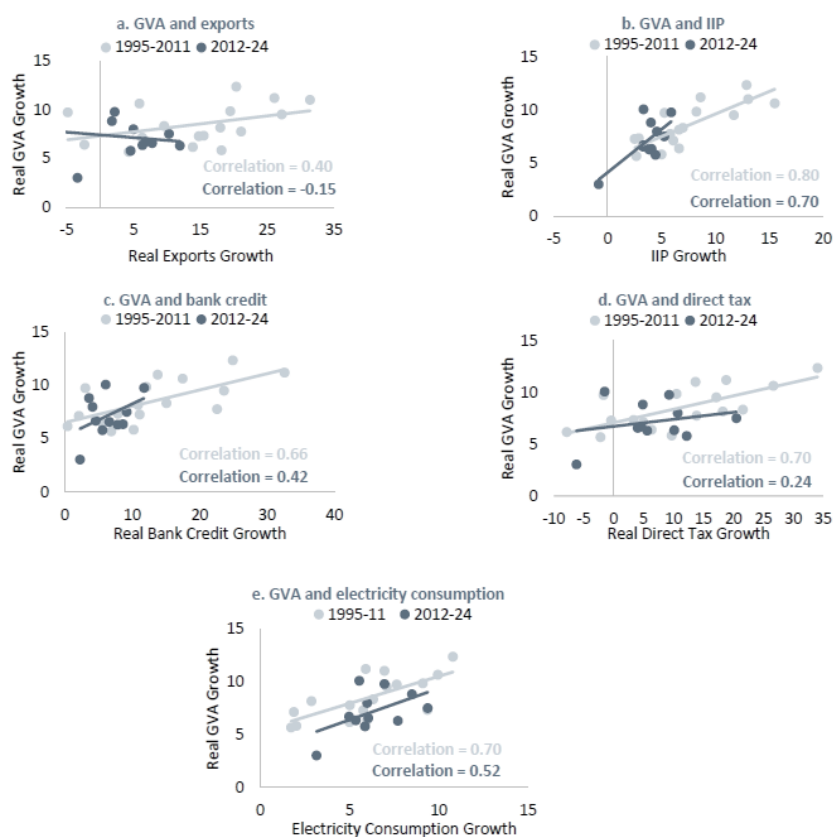 a. GVA and exports
1995-2011 2012-24
Real GVA Growth
15
10
5
0
-5 5 15 25 35
Correlation = 0.40
Correlation = -0.15
Real Exports Growth
b. GVA and IIP
1995-2011 2012-24
Real GVA Growth
15
10
5
0
-5 0 5 10 15 20
Correlation = 0.80
Correlation = 0.70
IIP Growth
c. GVA and bank credit
1995-2011 2012-24
Real GVA Growth
15
10
5
0
0 10 20 30 40
Correlation = 0.66
Correlation = 0.42
Real Bank Credit Growth
d. GVA and direct tax
1995-2011 2012-24
Real GVA Growth
15
10
5
0
-10 -5 0 5 10 15 20 25 30 35
Correlation = 0.70
Correlation = 0.24
Real Direct Tax Growth
e. GVA and electricity consumption
1995-11 2012-24
Real GVA Growth
15
10
5
0
0 5 10 15
Correlation = 0.70
Correlation = 0.52
Electricity Consumption Growth